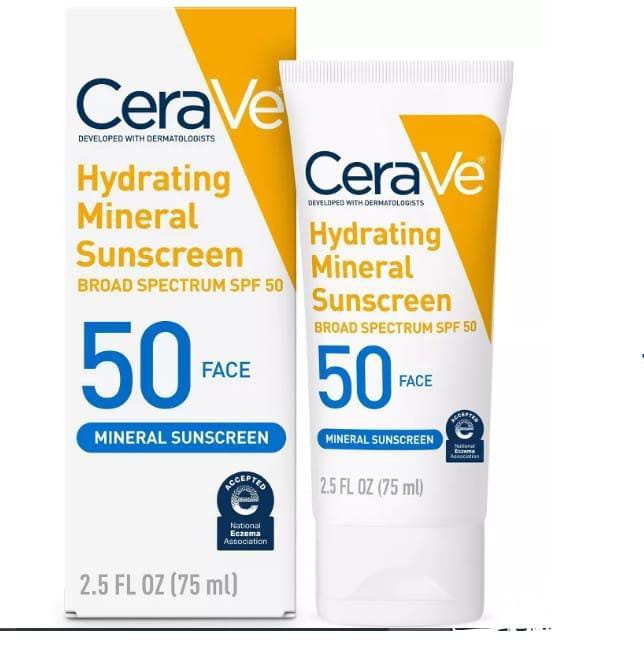 CeraVe®
DEVELOPED WITH DERMATOLOGISTS
Hydrating
Mineral
Sunscreen
BROAD SPECTRUM SPF 50
50 FACE
MINERAL SUNSCREEN
ACCEPTED
National
Eczema
Association
2.5 FL OZ (75 ml)
CeraVe®
DEVELOPED WITH DERMATOLOGISTS
Hydrating
Mineral
Sunscreen
BROAD SPECTRUM SPF 50
50 FACE
MINERAL SUNSCREEN
ACCEPTED
National
Eczema
Association
2.5 FL OZ (75 ml)